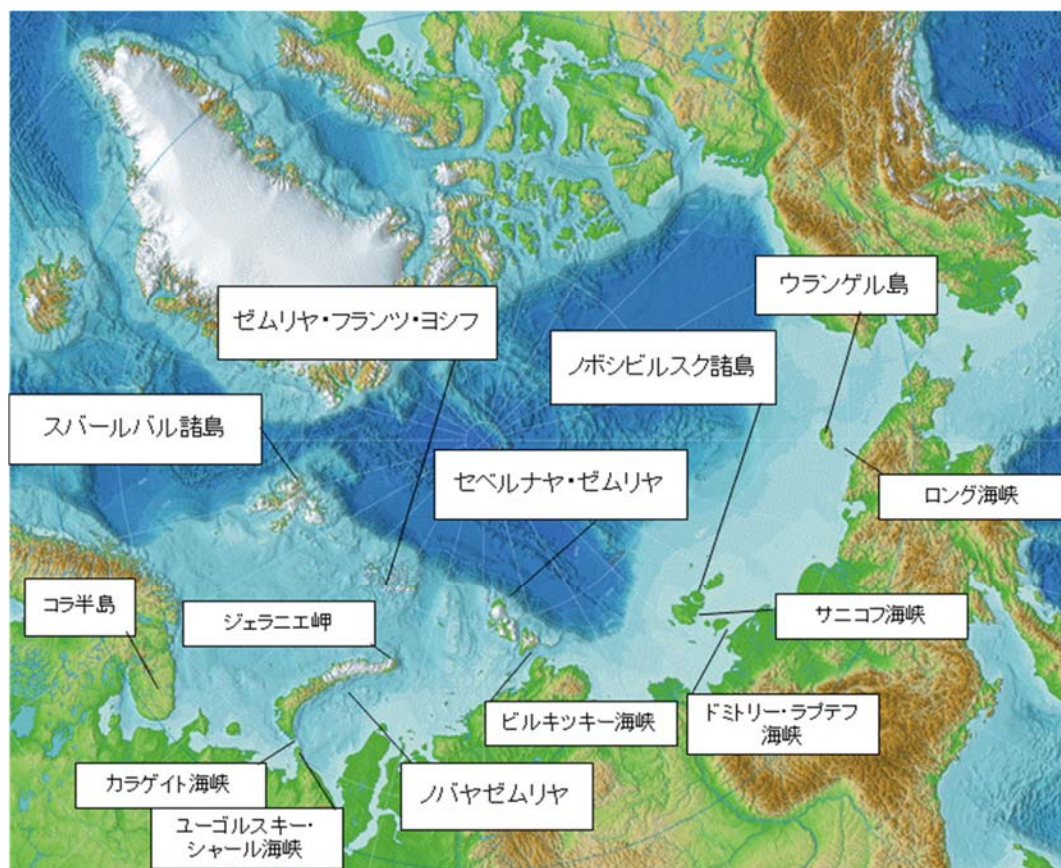 ウランゲル島
ゼムリヤ・フランツ・ヨシフ
ノボシビルスク諸島
スバールバル諸島
セベルナヤ・ゼムリヤ
ロング海峡
コラ半島
ジェラニエ岬
サニコフ海峡
ビルキッキー海峡
ドミトリー・ラプテフ
海峡
カラゲイト海峡
ノバヤゼムリヤ
ユーゴルスキー・
シャール海峡